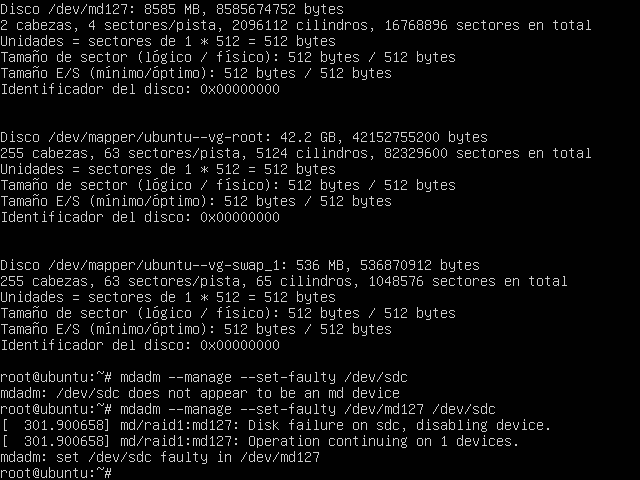 Disco /dev/md127: 8585 MB, 8585674752 bytes
2 cabezas, 4 sectores/pista, 2096112 cilindros, 16768896 sectores en total
Unidades = sectores de 1 * 512 = 512 bytes
Tamaño de sector (lógico / físico): 512 bytes / 512 bytes
Tamaño E/S (mínimo/óptimo): 512 bytes / 512 bytes
Identificador del disco: 0x00000000
Disco /dev/mapper/ubuntu--vg-root: 42.2 GB, 42152755200 bytes
255 cabezas, 63 sectores/pista, 5124 cilindros, 82329600 sectores en total
Unidades = sectores de 1 * 512 = 512 bytes
Tamaño de sector (lógico / físico): 512 bytes / 512 bytes
Tamaño E/S (mínimo/óptimo): 512 bytes / 512 bytes
Identificador del disco: 0x00000000
Disco /dev/mapper/ubuntu--vg-swap_1: 536 MB, 536870912 bytes
255 cabezas, 63 sectores/pista, 65 cilindros, 1048576 sectores en total
Unidades = sectores de 1 * 512 = 512 bytes
Tamaño de sector (lógico / físico): 512 bytes / 512 bytes
Tamaño E/S (mínimo/óptimo): 512 bytes / 512 bytes
Identificador del disco: 0x00000000
root@ubuntu:~# mdadm --manage --set-faulty /dev/sdc
mdadm: /dev/sdc does not appear to be an md device
root@ubuntu:~# mdadm --manage --set-faulty /dev/md127 /dev/sdc
[  301.900658] md/raid1:md127: Disk failure on sdc, disabling device.
[  301.900658] md/raid1:md127: Operation continuing on 1 devices.
mdadm: set /dev/sdc faulty in /dev/md127
root@ubuntu:~#